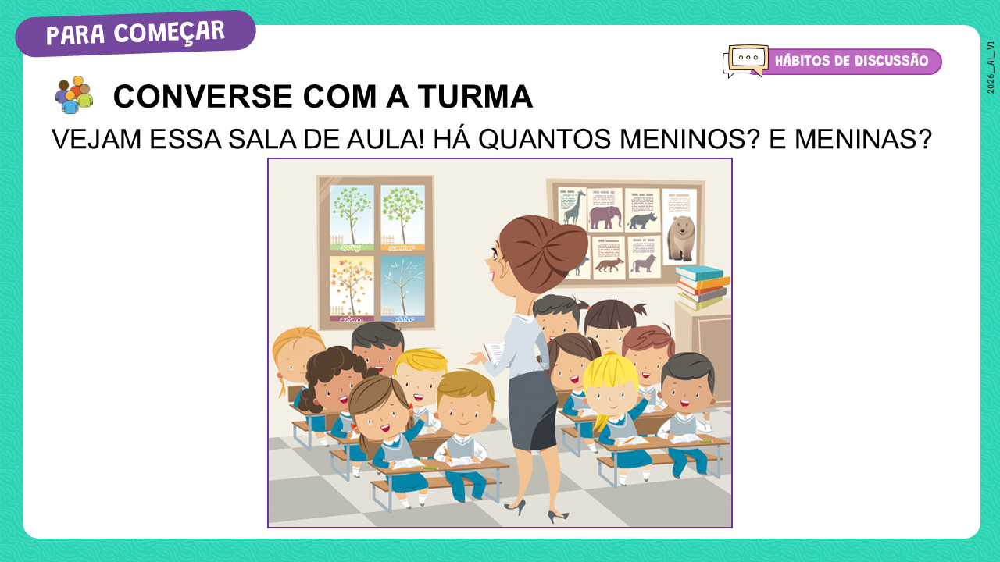 PARA COMEÇAR
HÁBITOS DE DISCUSSÃO
2026_AI_V1
CONVERSE COM A TURMA
VEJAM ESSA SALA DE AULA! HÁ QUANTOS MENINOS? E MENINAS?
spring
summer
autumn
winter